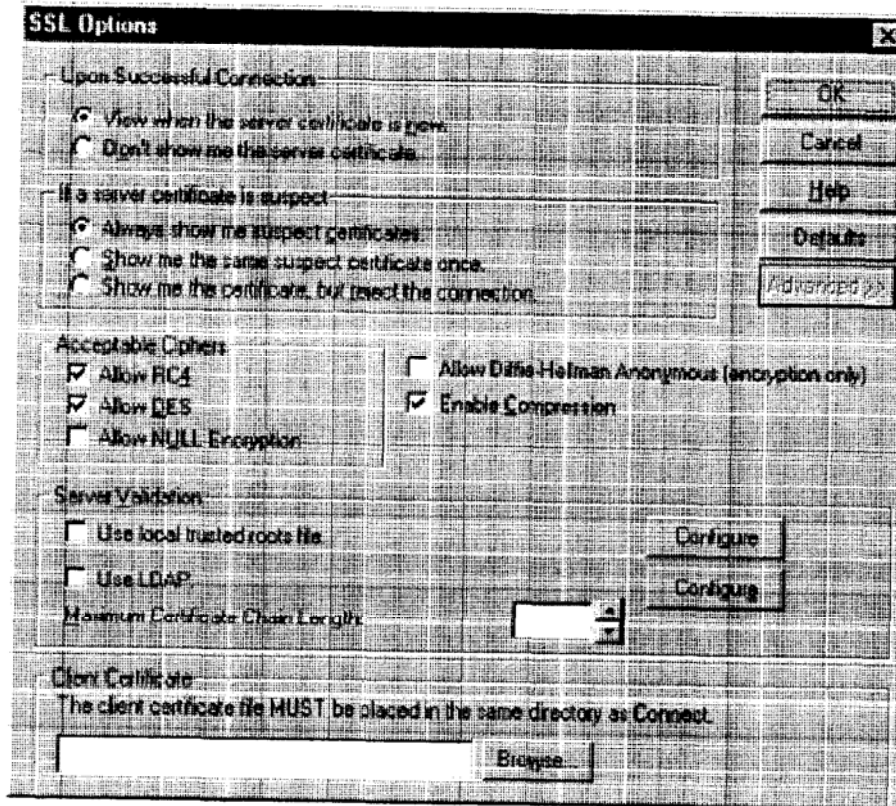 SSL Options
Upon Successful Connection
View when the server certificate is new.
Don't show me the server certificate.
If a server certificate is suspect
Always show me suspect certificates.
Show me the same suspect certificate once.
Show me the certificate, but reject the connection.
OK
Cancel
Help
Defaults
Advanced >>
Acceptable Ciphers
Allow RC4
Allow DES
Allow NULL Encryption
Allow Diffie-Hellman Anonymous (encryption only)
Enable Compression
Server Validation
Use local trusted roots file.
Configure
Use LDAP.
Configure
Maximum Certificate Chain Length:
Client Certificate
The client certificate file MUST be placed in the same directory as Connect.
Browse...